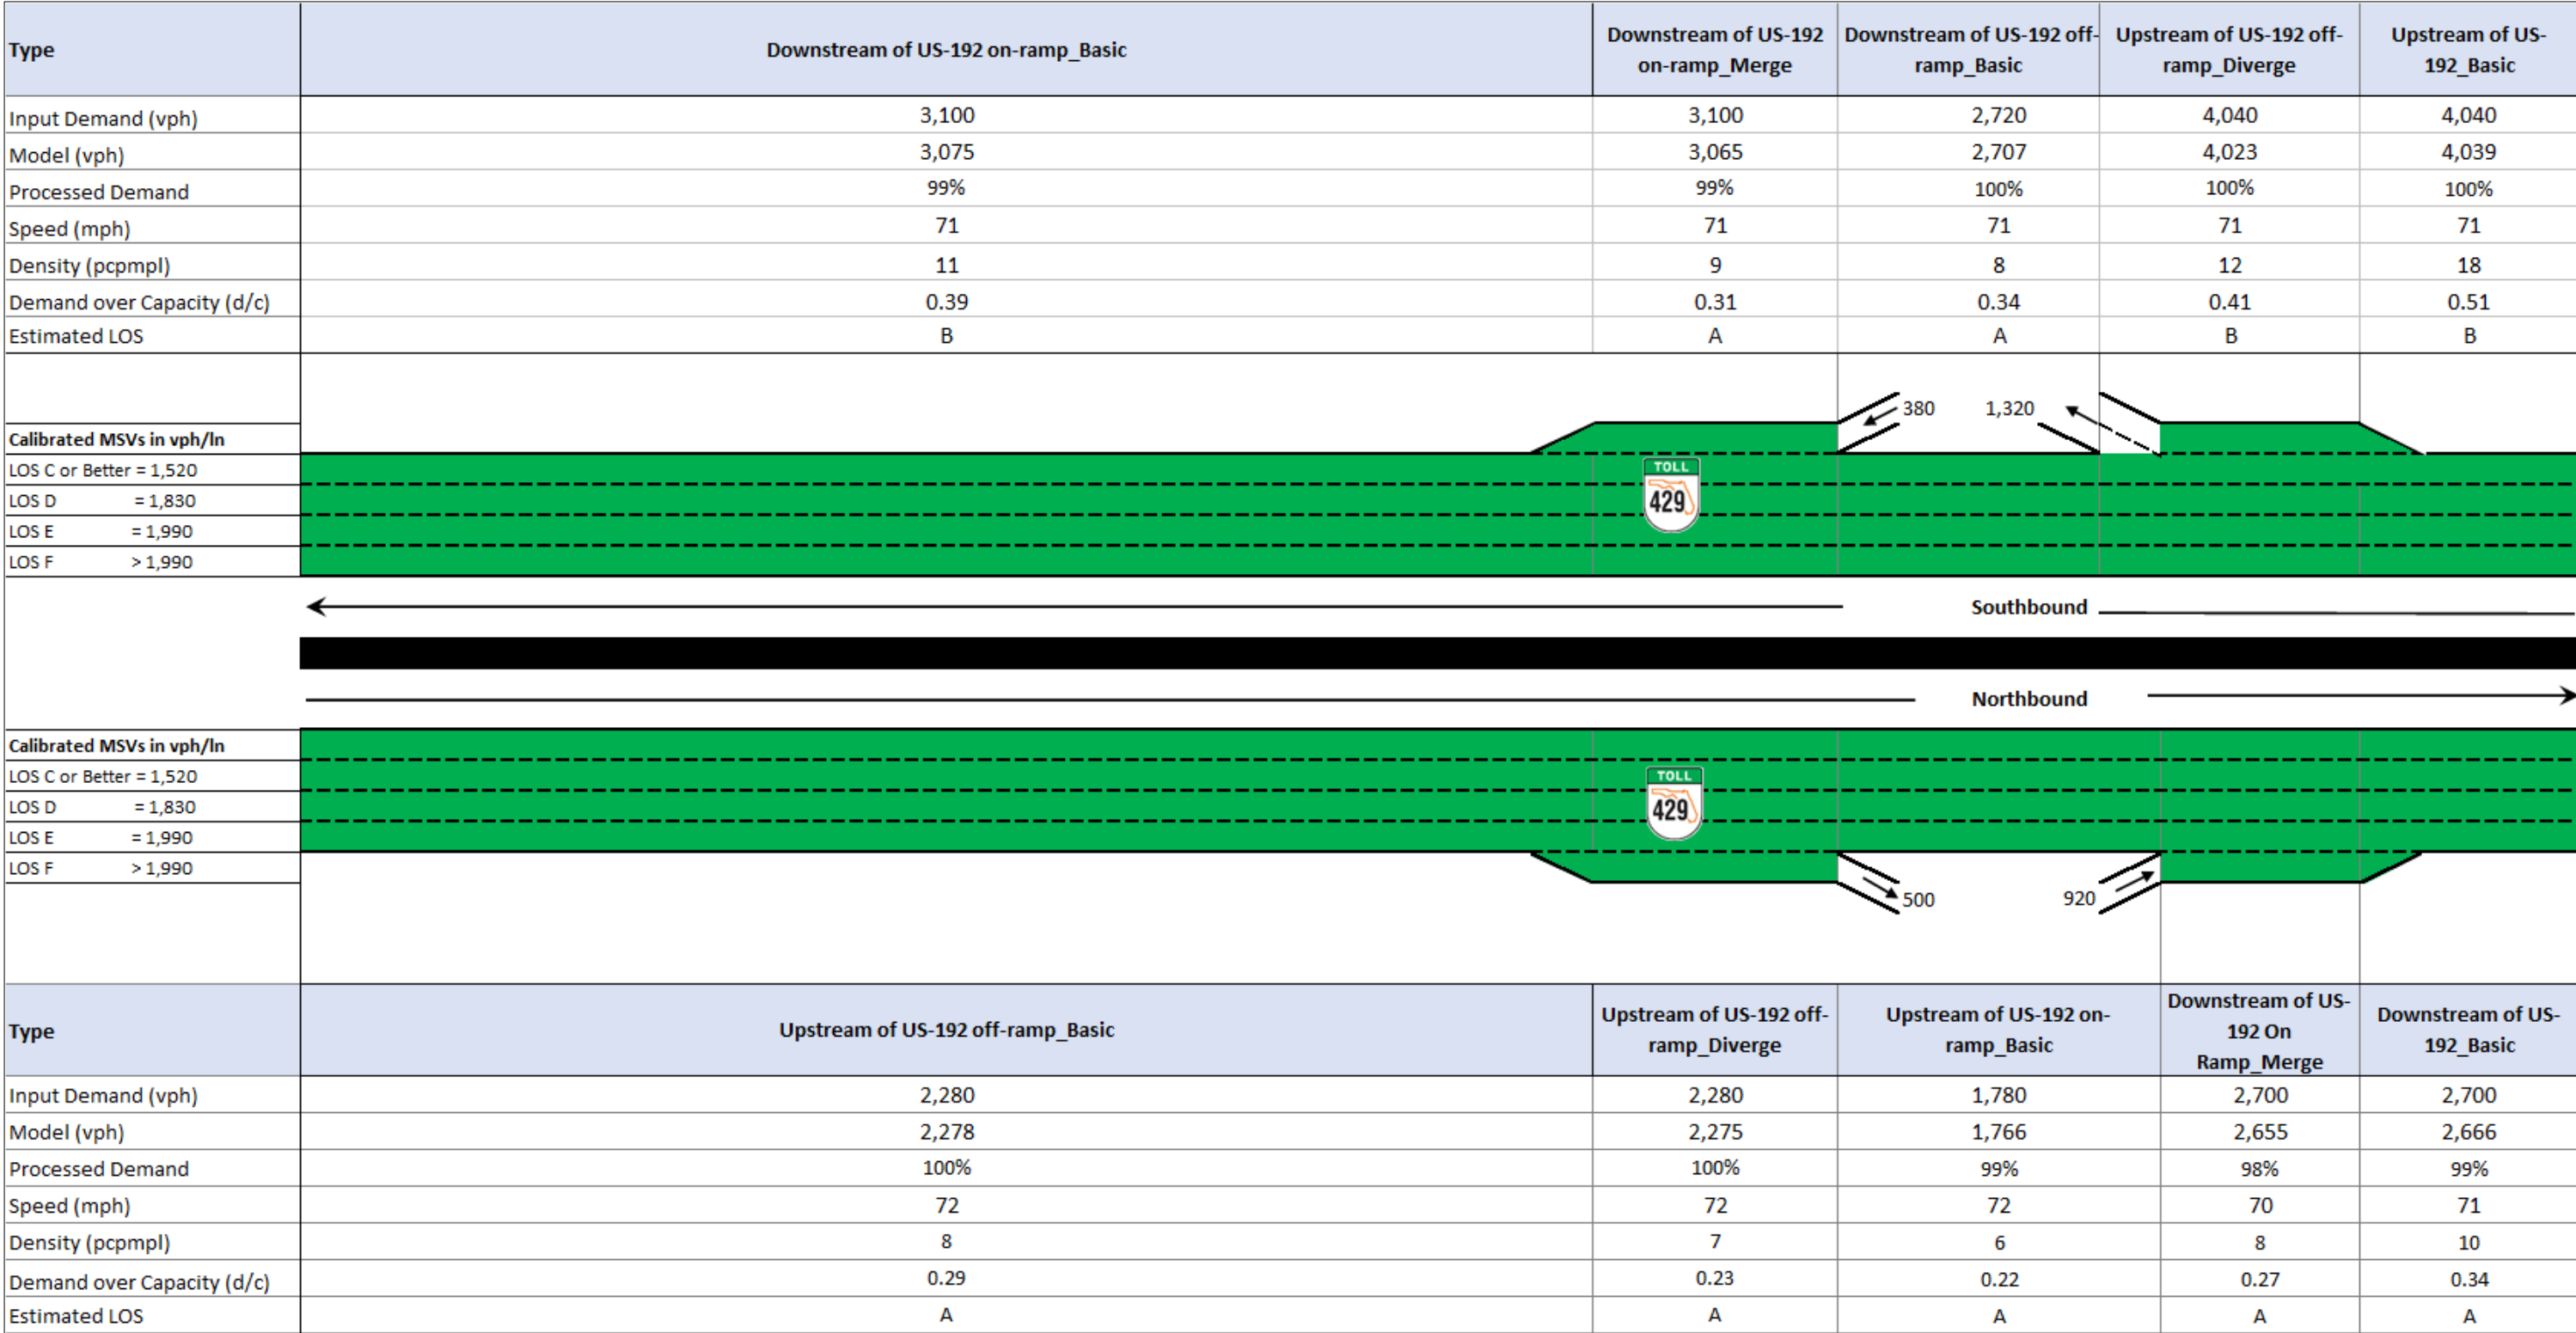 Type Downstream of US-192 on-ramp_Basic Downstream of US-192 on-ramp_Merge Downstream of US-192 off-ramp_Basic Upstream of US-192 off-ramp_Diverge Upstream of US-192_Basic
Input Demand (vph) 3,100 3,100 2,720 4,040 4,040
Model (vph) 3,075 3,065 2,707 4,023 4,039
Processed Demand 99% 99% 100% 100% 100%
Speed (mph) 71 71 71 71 71
Density (pcpmpl) 11 9 8 12 18
Demand over Capacity (d/c) 0.39 0.31 0.34 0.41 0.51
Estimated LOS B A A B B
380 1,320
Calibrated MSVs in vph/ln
LOS C or Better = 1,520
TOLL
LOS D = 1,830
429
LOS E = 1,990
LOS F > 1,990
Southbound
Northbound
Calibrated MSVs in vph/ln
LOS C or Better = 1,520
TOLL
LOS D = 1,830
429
LOS E = 1,990
LOS F > 1,990
500 920
Type Upstream of US-192 off-ramp_Basic Upstream of US-192 off-ramp_Diverge Upstream of US-192 on-ramp_Basic Downstream of US-192 On Ramp_Merge Downstream of US-192_Basic
Input Demand (vph) 2,280 2,280 1,780 2,700 2,700
Model (vph) 2,278 2,275 1,766 2,655 2,666
Processed Demand 100% 100% 99% 98% 99%
Speed (mph) 72 72 72 70 71
Density (pcpmpl) 8 7 6 8 10
Demand over Capacity (d/c) 0.29 0.23 0.22 0.27 0.34
Estimated LOS A A A A A